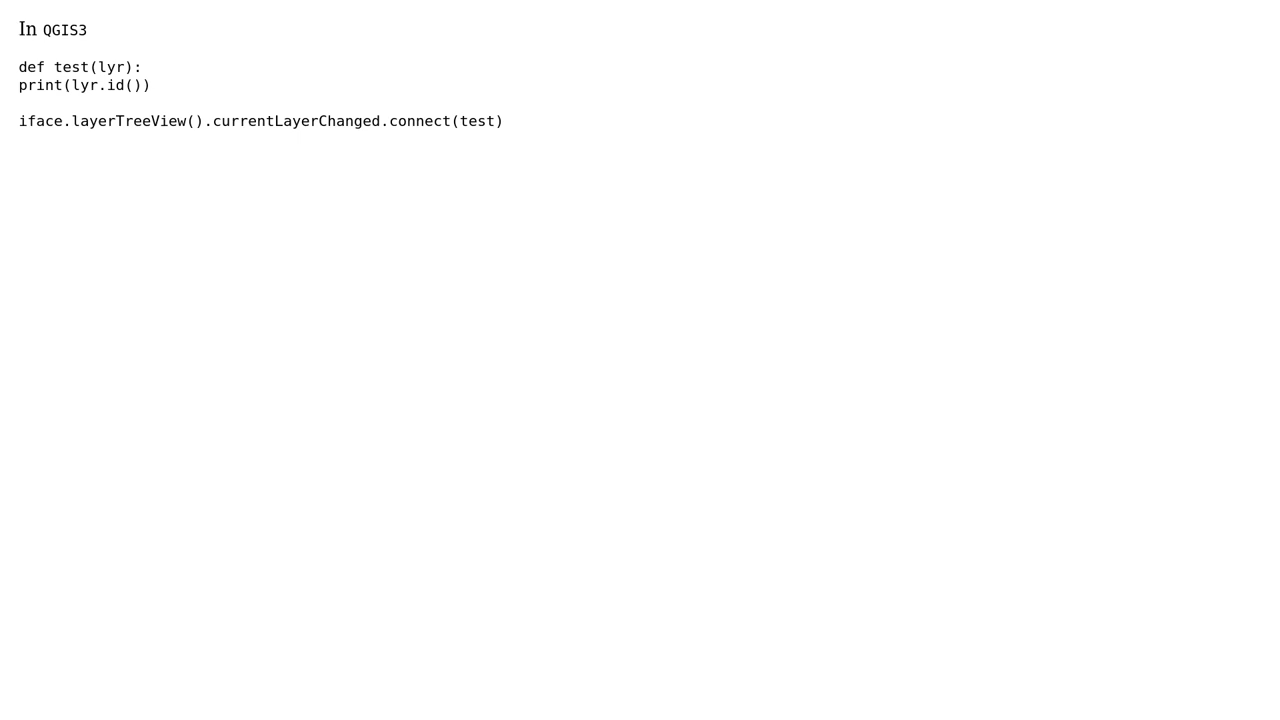 In QGIS3
def test(lyr):
print(lyr.id())
iface.layerTreeView().currentLayerChanged.connect(test)